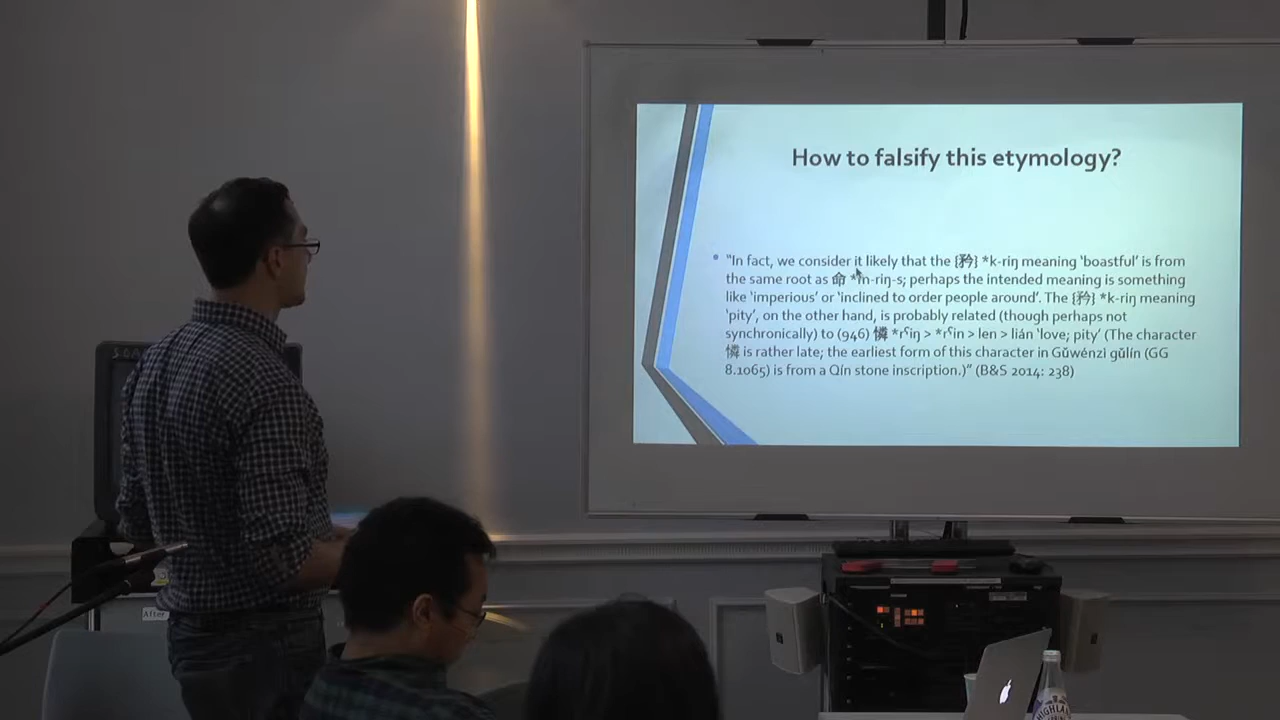 How to falsify this etymology?
"In fact, we consider it likely that the {矜} *k-riŋ meaning ‘boastful’ is from
the same root as 命 *m-riŋ-s; perhaps the intended meaning is something
like ‘imperious’ or ‘inclined to order people around’. The {矜} *k-riŋ meaning
‘pity’, on the other hand, is probably related (though perhaps not
synchronically) to (946) 憐 *rˤiŋ > *rˤin > len > lián ‘love; pity’ (The character
憐 is rather late; the earliest form of this character in Gǔwénzi gǔlín (GG
8.1065) is from a Qín stone inscription.)" (B&S 2014: 238)
After
HIGHLAND